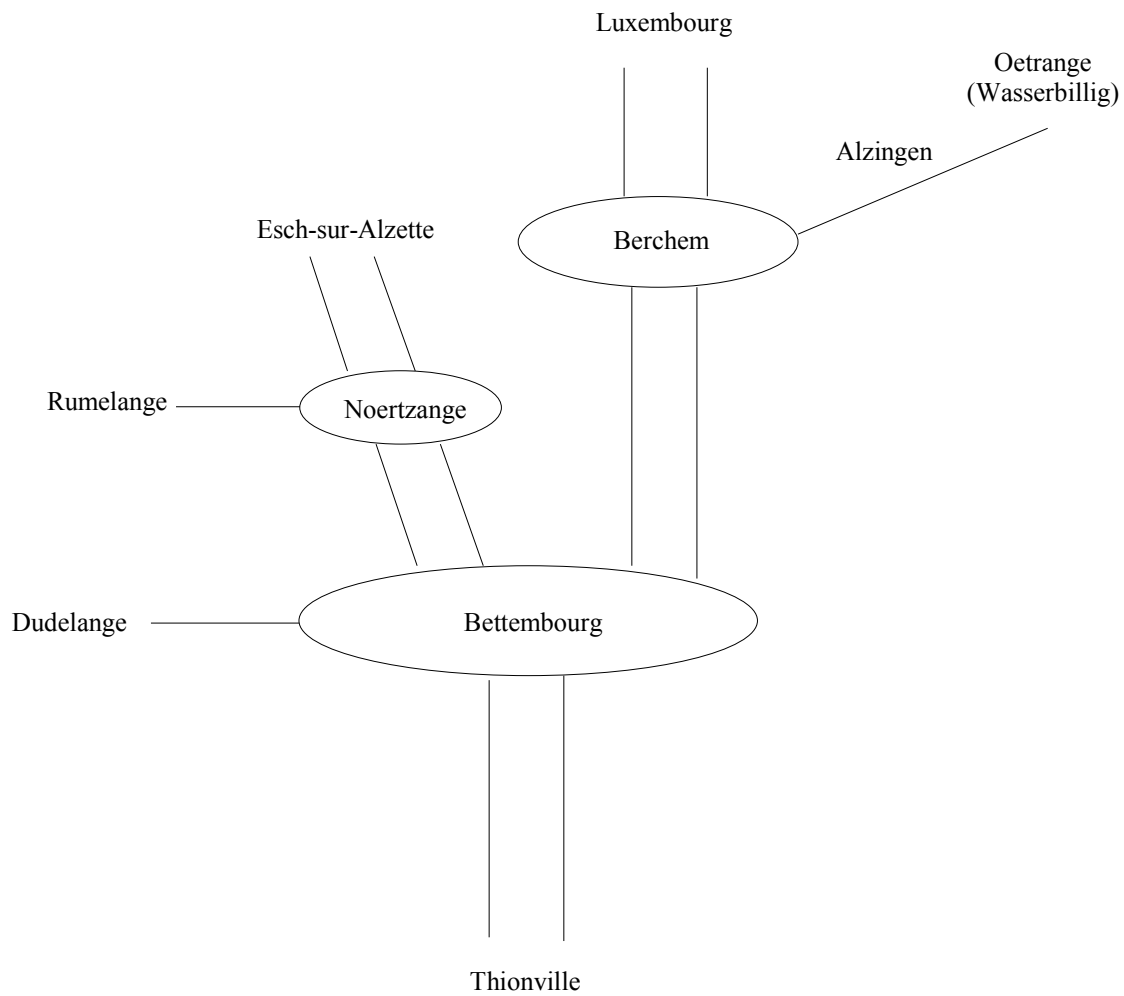 Luxembourg
Oetrange
(Wasserbillig)
Alzingen
Esch-sur-Alzette
Berchem
Rumelange
Noertzange
Dudelange
Bettembourg
Thionville